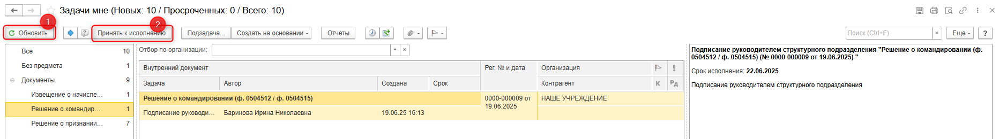 Задачи мне (Новых: 10 / Просроченных: 0 / Всего: 10)
1
2
Обновить
Принять к исполнению
Подзадача...
Создать на основании
Отчеты
Поиск (Ctrl+F)
×
Еще
?
Все 10
Без предмета 1
Документы 9
Извещение о начисле... 1
Решение о командир... 1
Решение о признании... 7
Отбор по организации:
×
Внутренний документ Рег. № и дата Организация
Задача Автор Создана Срок Контрагент К Рд
Решение о командировании (ф. 0504512 / ф. 0504515) 0000-000009 от НАШЕ УЧРЕЖДЕНИЕ
19.06.2025
Подписание руководи... Баринова Ирина Николаевна 19.06.25 16:13
Подписание руководителем структурного подразделения "Решение о командировании (ф.
0504512 / ф. 0504515) (№ 0000-000009 от 19.06.2025) "
Срок исполнения: 22.06.2025
Подписание руководителем структурного подразделения